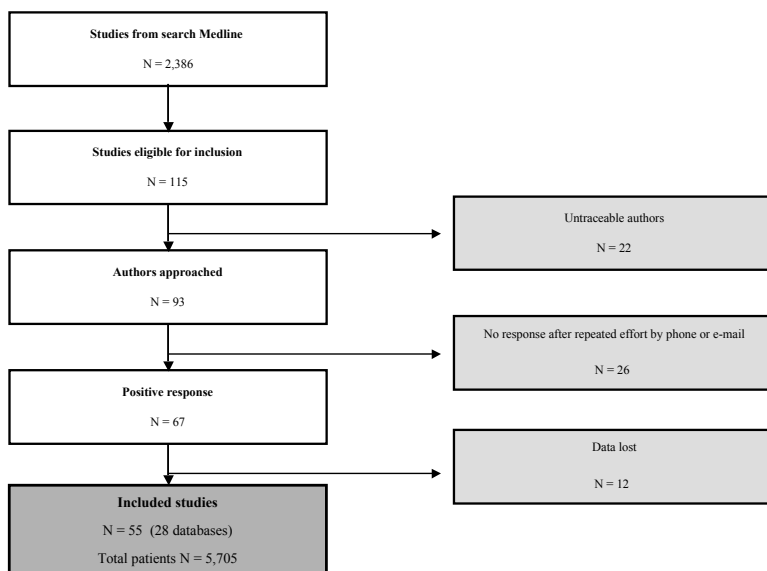 Studies from search Medline
N = 2,386
Studies eligible for inclusion
N = 115
Untraceable authors
N = 22
Authors approached
N = 93
No response after repeated effort by phone or e-mail
N = 26
Positive response
N = 67
Data lost
N = 12
Included studies
N = 55 (28 databases)
Total patients N = 5,705